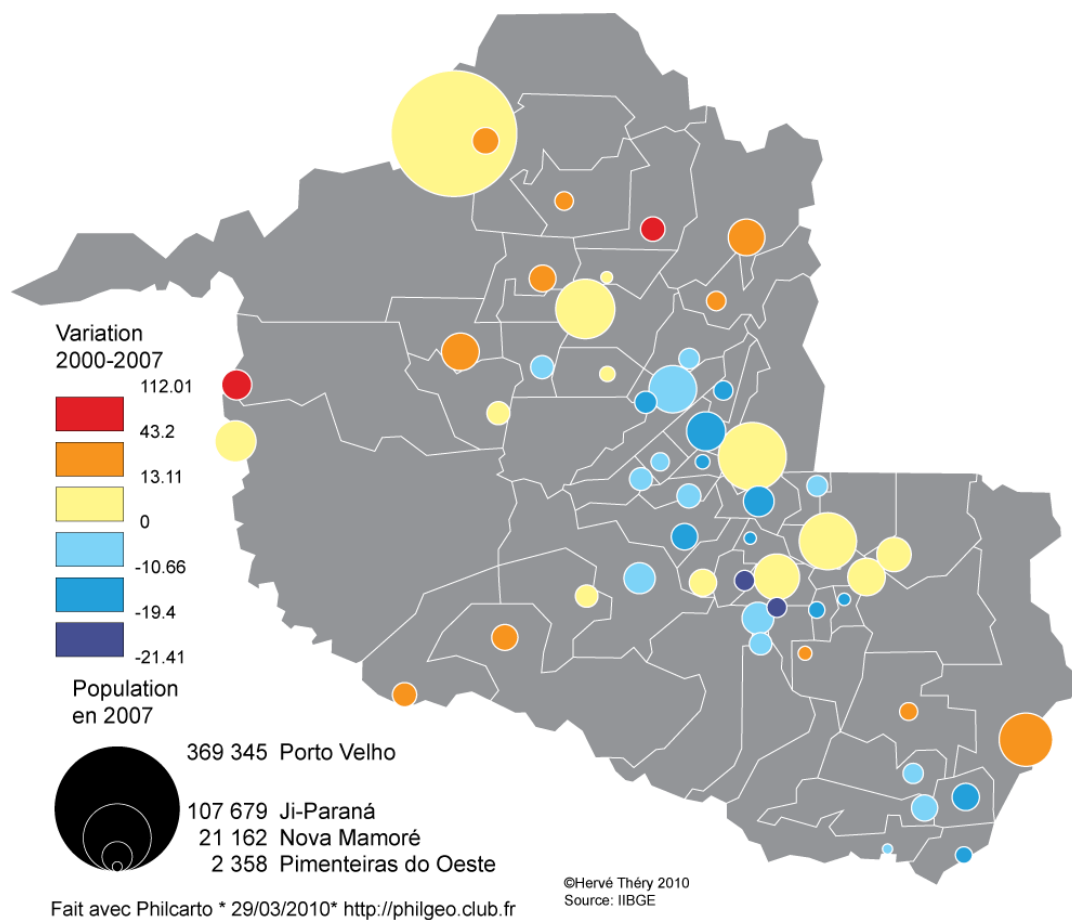 Variation
2000-2007
112.01
43.2
13.11
0
-10.66
-19.4
-21.41
Population
en 2007
369 345 Porto Velho
107 679 Ji-Paraná
21 162 Nova Mamoré
2 358 Pimenteiras do Oeste
©Hervé Théry 2010
Source: IIBGE
Fait avec Philcarto * 29/03/2010* http://philgeo.club.fr